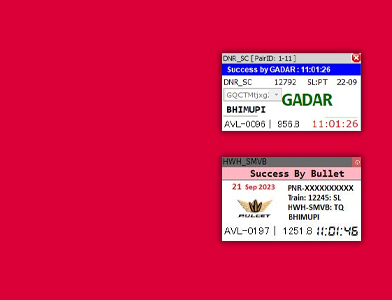 DNR_SC [ PairID: 1-11 ]
Success by GADAR : 11:01:26
DNR_SC 12792 SL:PT 22-09
GADAR
BHIMUPI
AVL-0096 | 956.8 11:01:26
HWH_SMVB
Success By Bullet
21 Sep 2023
PNR-XXXXXXXXXX
Train: 12245: SL
HWH-SMVB: TQ
BHIMUPI
BULLET
AVL-0197 | 1251.8 11:01:46